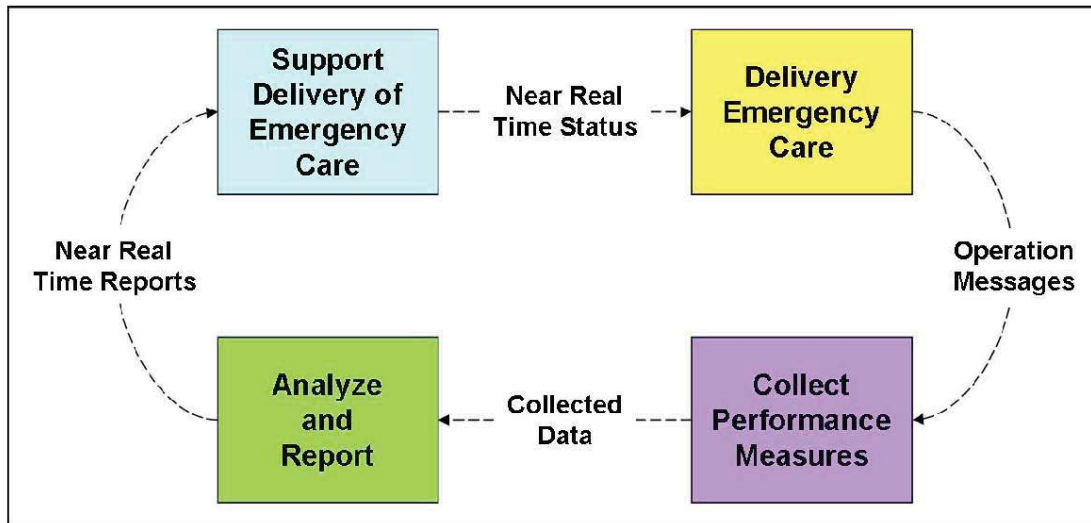 Support
Delivery of
Emergency
Care
Near Real
Time Status
Delivery
Emergency
Care
Near Real
Time Reports
Operation
Messages
Analyze
and
Report
Collected
Data
Collect
Performance
Measures